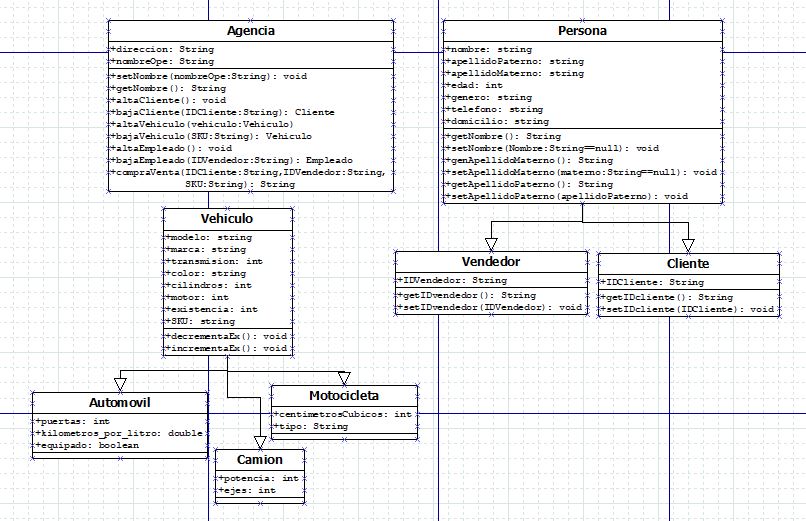 Agencia
+direccion: String
+nombreOpe: String
+setNombre(nombreOpe:String): void
+getNombre(): String
+altaCliente(): void
+bajaCliente(IDCliente:String): Cliente
+altaVehiculo(vehiculo:Vehiculo)
+bajaVehiculo(SKU:String): Vehiculo
+altaEmpleado(): void
+bajaEmpleado(IDVendedor:String): Empleado
+compraVenta(IDCliente:String,IDVendedor:String,
SKU:String): String
Persona
+nombre: string
+apellidoPaterno: string
+apellidoMaterno: string
+edad: int
+genero: string
+telefono: string
+domicilio: string
+getNombre(): String
+setNombre(Nombre:String==null): void
+genApellidoMaterno(): String
+setApellidoMaterno(materno:String==null): void
+getApellidoPaterno(): String
+setApellidoPaterno(apellidoPaterno): void
Vehiculo
+modelo: string
+marca: string
+transmision: int
+color: string
+cilindros: int
+motor: int
+existencia: int
+SKU: string
+decrementaEx(): void
+incrementaEx(): void
Vendedor
+IDVendedor: String
+getIDvendedor(): String
+setIDvendedor(IDVendedor): void
Cliente
+IDCliente: String
+getIDcliente(): String
+setIDcliente(IDCliente): void
Automovil
+puertas: int
+kilometros_por_litro: double
+equipado: boolean
Motocicleta
+centimetrosCubicos: int
+tipo: String
Camion
+potencia: int
+ejes: int